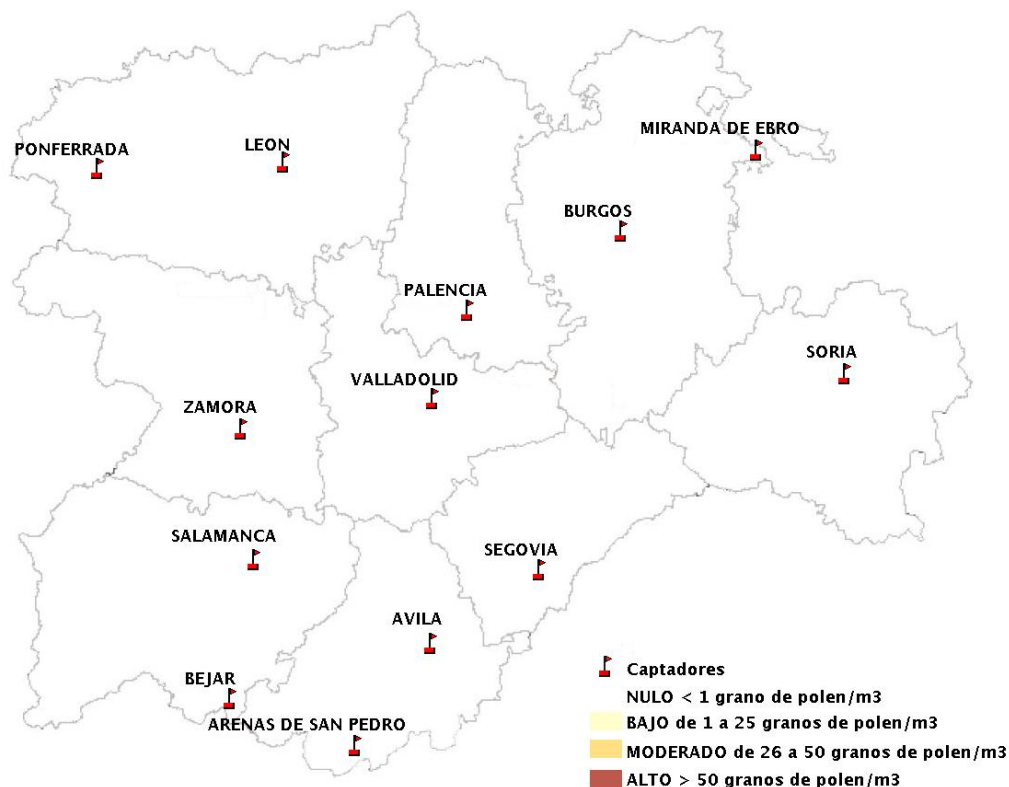 MIRANDA DE EBRO
PONFERRADA
LEON
BURGOS
PALENCIA
SORIA
VALLADOLID
ZAMORA
SALAMANCA
SEGOVIA
AVILA
BEJAR
ARENAS DE SAN PEDRO
Captadores
NULO < 1 grano de polen/m3
BAJO de 1 a 25 granos de polen/m3
MODERADO de 26 a 50 granos de polen/m3
ALTO > 50 granos de polen/m3